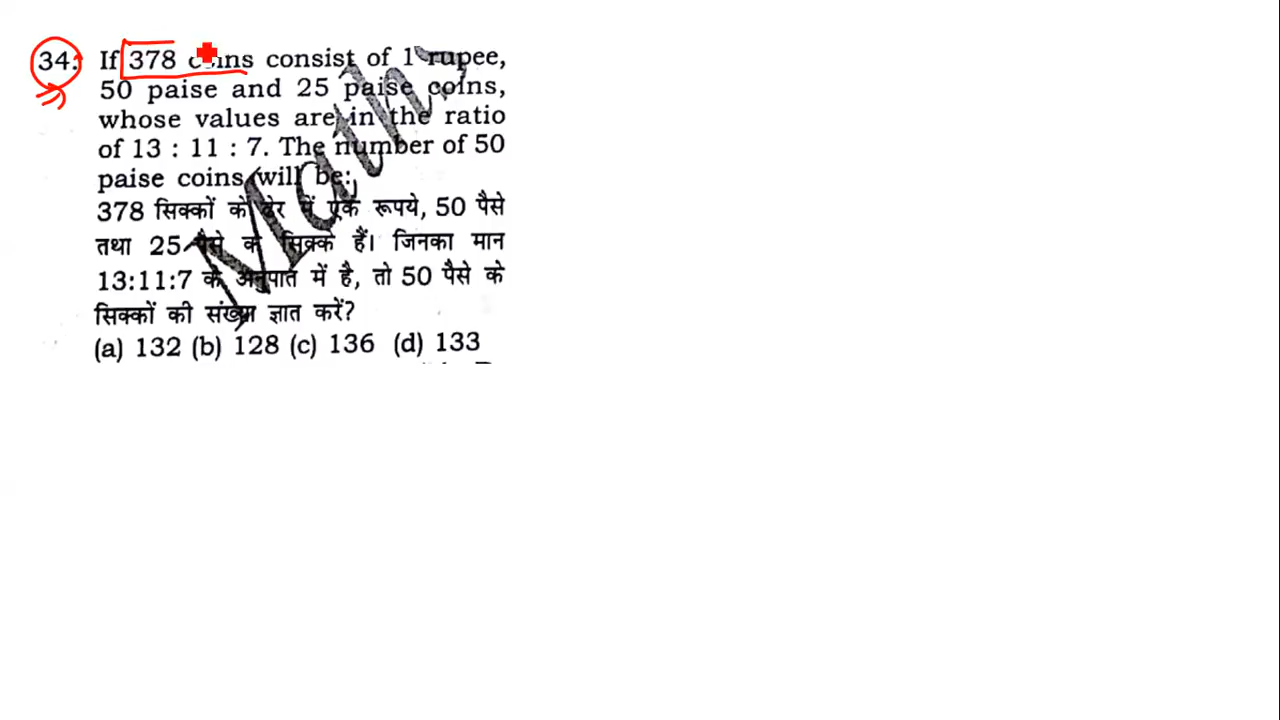 34. If 378 coins consist of 1 rupee,
50 paise and 25 paise coins,
whose values are in the ratio
of 13 : 11 : 7. The number of 50
paise coins will be:
378 सिक्कों के ढेर में एक रूपये, 50 पैसे
तथा 25 पैसे के सिक्के हैं। जिनका मान
13:11:7 के अनुपात में है, तो 50 पैसे के
सिक्कों की संख्या ज्ञात करें?
(a) 132 (b) 128 (c) 136 (d) 133
Math